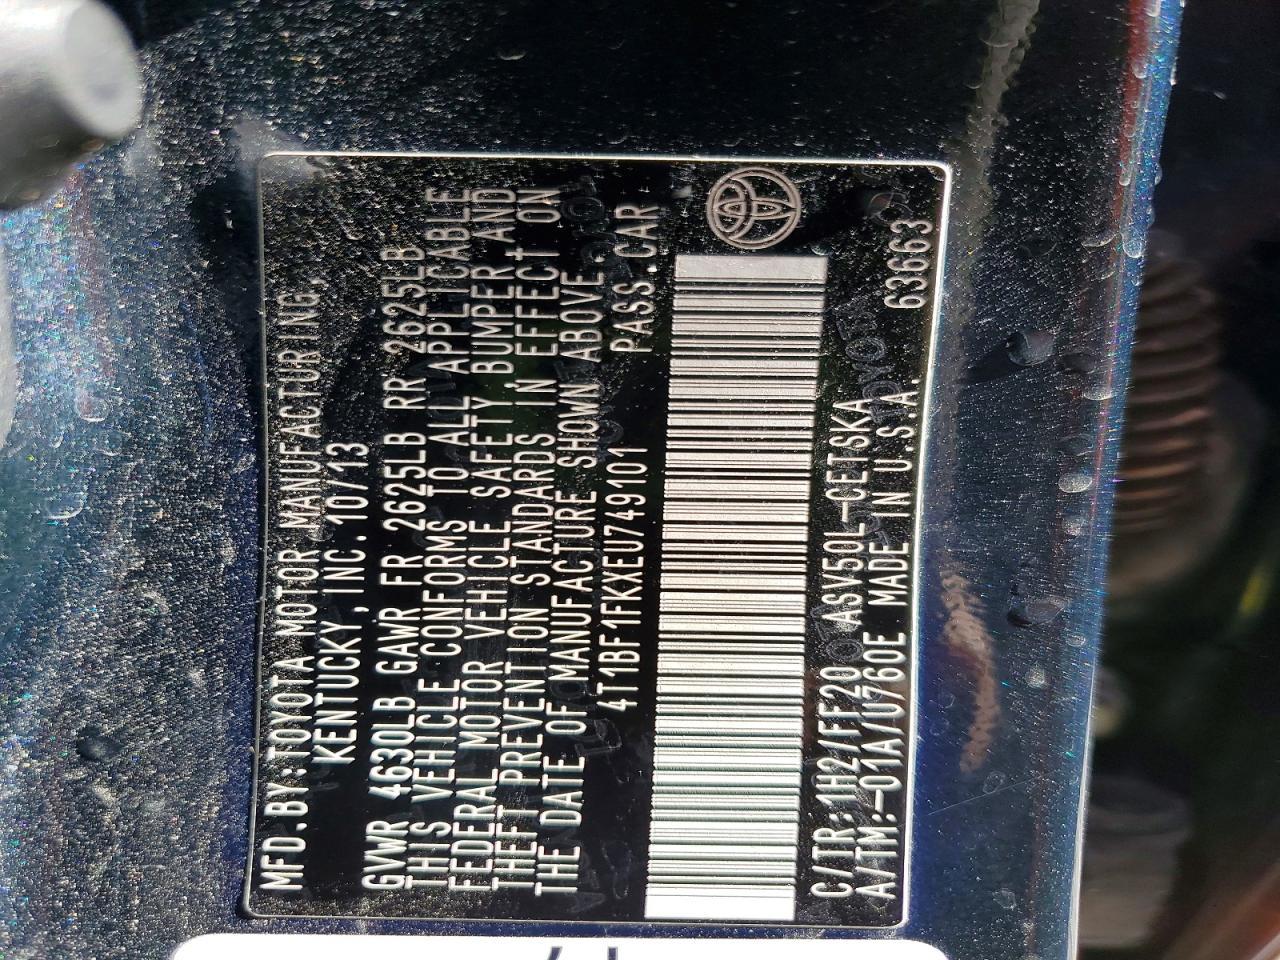 MFD.BY:TOYOTA MOTOR MANUFACTURING,
KENTUCKY,INC. 10/13
GVWR 4630LB GAWR FR 2625LB RR 2625LB
THIS VEHICLE CONFORMS TO ALL APPLICABLE
FEDERAL MOTOR VEHICLE SAFETY,BUMPER AND
THEFT PREVENTION STANDARDS IN EFFECT ON
THE DATE OF MANUFACTURE SHOWN ABOVE.
4T1BF1FKXEU749101 PASS.CAR
C/TR:1H2/FF20 ASV50L-CETSKA
A/TM:-01A/U760E MADE IN U.S.A. 63663